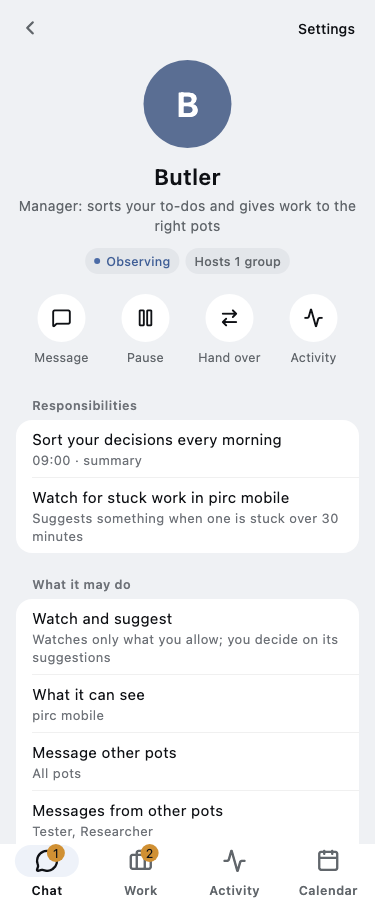 Settings
B
Butler
Manager: sorts your to-dos and gives work to the
right pots
Observing
Hosts 1 group
Message
Pause
Hand over
Activity
Responsibilities
Sort your decisions every morning
09:00 · summary
Watch for stuck work in pirc mobile
Suggests something when one is stuck over 30
minutes
What it may do
Watch and suggest
Watches only what you allow; you decide on its
suggestions
What it can see
pirc mobile
Message other pots
All pots
Messages from other pots
Tester, Researcher
1
2
Chat
Work
Activity
Calendar